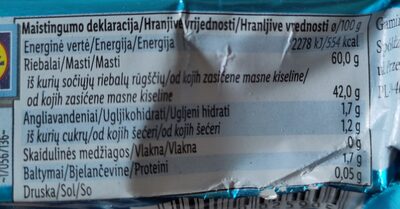 Maistingumo deklaracija/Hranjive vrijednosti/Hranljive vrednosti ø/100 g
Energinė vertė/Energija/Energija 2278 kJ/554 kcal
Riebalai/Masti/Masti 60,0 g
iš kurių sočiųjų riebalų rūgščių/od kojih zasićene masne kiseline/
od kojih zasićene masne kiseline 42,0 g
Angliavandeniai/Ugljikohidrati/Ugljeni hidrati 1,7 g
iš kurių cukrų/od kojih šećeri/od kojih šećeri 1,2 g
Skaidulinės medžiagos/Vlakna/Vlakna 0 g
Baltymai/Bjelančevine/Proteini 1,7 g
Druska/Sol/So 0,05 g